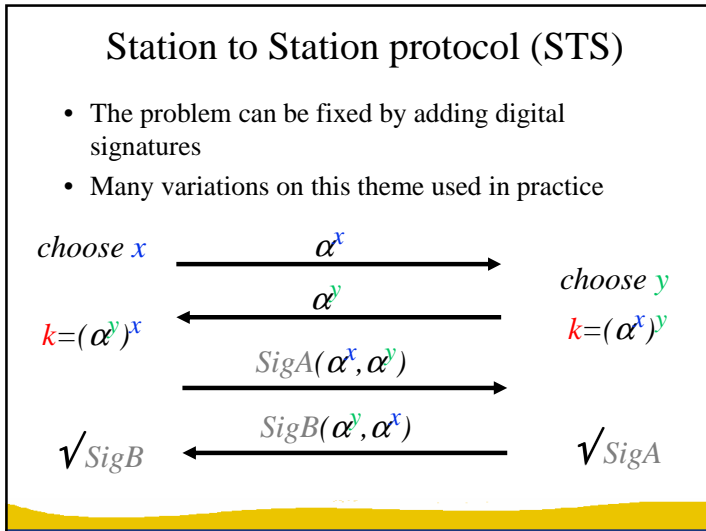 Station to Station protocol (STS)
• The problem can be fixed by adding digital
signatures
• Many variations on this theme used in practice
choose x
α^x
choose y
α^y
k=(α^y)^x
k=(α^x)^y
SigA(α^x,α^y)
SigB(α^y,α^x)
√SigB
√SigA